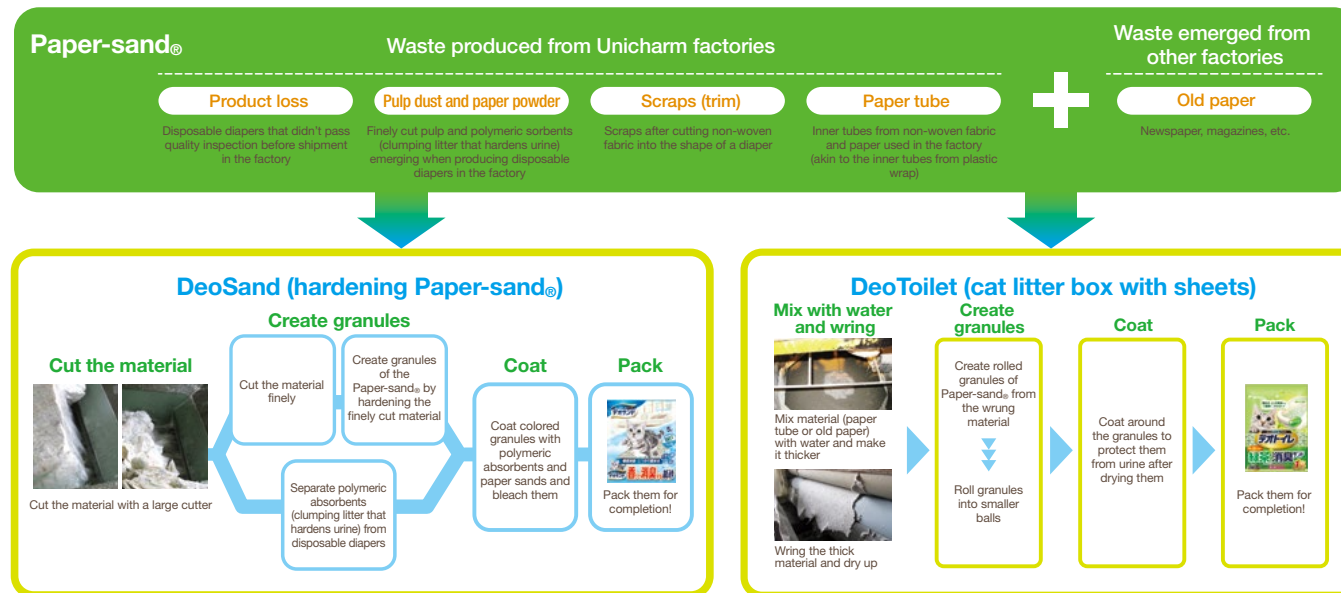 Paper-sand®
Waste produced from Unicharm factories
Waste emerged from
other factories
Product loss
Disposable diapers that didn't pass
quality inspection before shipment
in the factory
Pulp dust and paper powder
Finely cut pulp and polymeric sorbents
(clumping litter that hardens urine)
emerging when producing disposable
diapers in the factory
Scraps (trim)
Scraps after cutting non-woven
fabric into the shape of a diaper
Paper tube
Inner tubes from non-woven fabric
and paper used in the factory
(akin to the inner tubes from plastic
wrap)
Old paper
Newspaper, magazines, etc.
DeoSand (hardening Paper-sand®)
Create granules
Cut the material
Cut the material with a large cutter
Cut the material
finely
Create granules
of the
Paper-sand® by
hardening the
finely cut material
Separate polymeric
absorbents
(clumping litter that
hardens urine) from
disposable diapers
Coat
Coat colored
granules with
polymeric
absorbents and
paper sands and
bleach them
Pack
デオサンド
Pack them for
completion!
DeoToilet (cat litter box with sheets)
Mix with water
and wring
Mix material (paper
tube or old paper)
with water and make
it thicker
Wring the thick
material and dry up
Create
granules
Create rolled
granules of
Paper-sand® from
the wrung
material
Roll granules
into smaller
balls
Coat
Coat around
the granules to
protect them
from urine after
drying them
Pack
デオトイレ
Pack them for
completion!